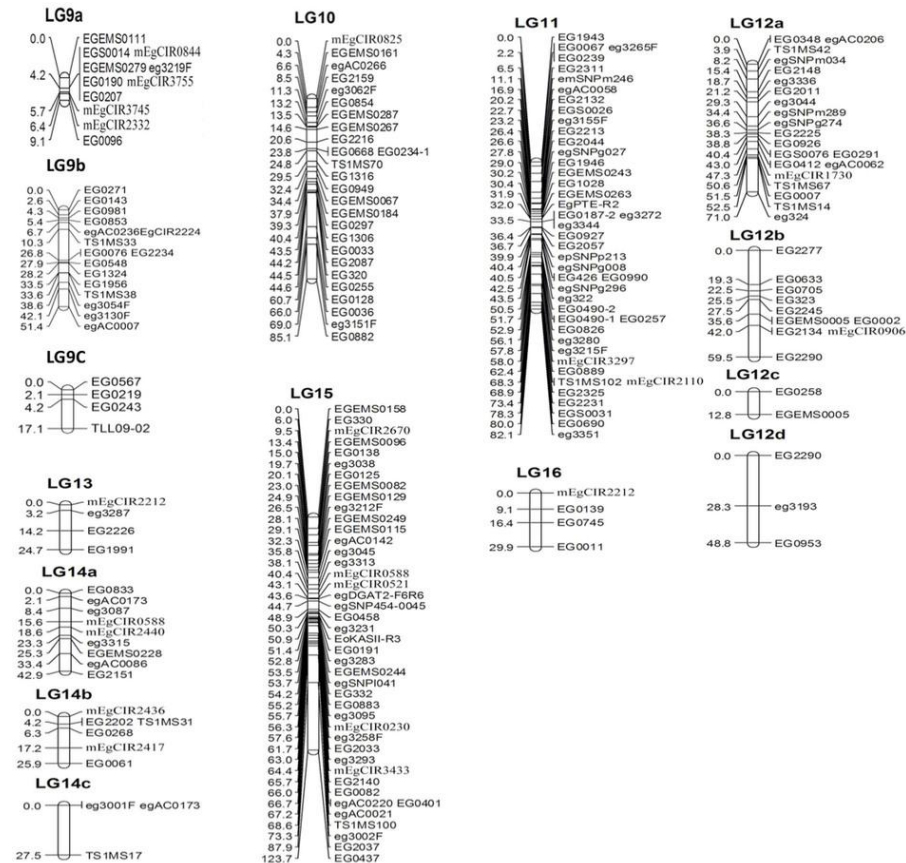 LG9a
0.0 EGEMS0111
EGS0014 mEgCIR0844
EGEMS0279 eg3219F
4.2 EG0190 mEgCIR3755
EG0207
5.7 mEgCIR3745
6.4 mEgCIR2332
9.1 EG0096
LG9b
0.0 EG0271
2.6 EG0143
4.3 EG0981
5.4 EG0853
6.7 egAC0236EgCIR2224
10.3 TS1MS33
26.8 EG0076 EG2234
27.9 EG0548
28.2 EG1324
33.5 EG1956
33.6 TS1MS38
38.6 eg3054F
42.1 eg3130F
51.4 egAC0007
LG9C
0.0 EG0567
2.1 EG0219
4.2 EG0243
17.1 TLL09-02
LG13
0.0 mEgCIR2212
3.2 eg3287
14.2 EG2226
24.7 EG1991
LG14a
0.0 EG0833
2.1 egAC0173
8.4 eg3087
15.6 mEgCIR0588
18.6 mEgCIR2440
23.3 eg3315
25.3 EGEMS0228
33.4 egAC0086
42.9 EG2151
LG14b
0.0 mEgCIR2436
4.2 EG2202 TS1MS31
6.3 EG0268
17.2 mEgCIR2417
25.9 EG0061
LG14c
0.0 eg3001F egAC0173
27.5 TS1MS17
LG10
0.0 mEgCIR0825
4.3 EGEMS0161
6.6 egAC0266
8.5 EG2159
11.3 eg3062F
13.2 EG0854
13.5 EGEMS0287
14.6 EGEMS0267
20.6 EG2216
23.8 EG0668 EG0234-1
24.8 TS1MS70
29.5 EG1316
32.4 EG0949
34.4 EGEMS0067
37.9 EGEMS0184
39.3 EG0297
40.4 EG1306
43.5 EG0033
44.2 EG2087
44.5 EG320
44.6 EG0255
60.7 EG0128
66.0 EG0036
69.0 eg3151F
85.1 EG0882
LG15
0.0 EGEMS0158
6.0 EG330
9.5 mEgCIR2670
13.4 EGEMS0096
15.0 EG0138
19.7 eg3038
20.1 EG0125
23.0 EGEMS0082
24.9 EGEMS0129
26.5 eg3212F
28.1 EGEMS0249
29.1 EGEMS0115
32.3 egAC0142
35.8 eg3045
38.1 eg3313
40.4 mEgCIR0588
43.1 mEgCIR0521
43.6 egDGAT2-F6R6
44.7 egSNP454-0045
48.9 EG0458
50.3 eg3231
50.9 EoKASII-R3
51.4 EG0191
52.8 eg3283
53.5 EGEMS0244
53.7 egSNPI041
54.2 EG332
55.2 EG0883
55.7 eg3095
56.3 mEgCIR0230
57.6 eg3258F
61.7 EG2033
63.0 eg3293
64.4 mEgCIR3433
65.7 EG2140
66.0 EG0082
66.7 egAC0220 EG0401
67.2 egAC0021
68.6 TS1MS100
73.3 eg3002F
87.9 EG2037
123.7 EG0437
LG11
0.0 EG1943
2.2 EG0067 eg3265F
EG0239
6.5 EG2311
11.1 emSNPm246
16.9 egAC0058
20.2 EG2132
22.7 EGS0026
23.2 eg3155F
26.4 EG2213
26.6 EG2044
27.8 egSNPg027
29.0 EG1946
30.2 EGEMS0243
30.4 EG1028
31.9 EGEMS0263
32.0 EgPTE-R2
33.5 EG0187-2 eg3272
eg3344
36.4 EG0927
36.7 EG2057
39.9 epSNPp213
40.4 egSNPg008
40.5 EG426 EG0990
42.5 egSNPg296
43.5 eg322
50.5 EG0490-2
51.7 EG0490-1 EG0257
52.9 EG0826
56.1 eg3280
57.8 eg3215F
58.0 mEgCIR3297
62.4 EG0889
68.3 TS1MS102 mEgCIR2110
68.9 EG2325
73.4 EG2231
78.3 EGS0031
80.0 EG0690
82.1 eg3351
LG16
0.0 mEgCIR2212
9.1 EG0139
16.4 EG0745
29.9 EG0011
LG12a
0.0 EG0348 egAC0206
3.9 TS1MS42
8.2 egSNPm034
15.4 EG2148
18.7 eg3336
21.2 EG2011
29.3 eg3044
34.4 egSNPm289
36.6 egSNPg274
38.3 EG2225
38.8 EG0926
40.4 EGS0076 EG0291
43.0 EG0412 egAC0062
47.3 mEgCIR1730
50.6 TS1MS67
51.5 EG0007
52.5 TS1MS14
71.0 eg324
LG12b
0.0 EG2277
19.3 EG0633
22.5 EG0705
25.5 EG323
27.5 EG2245
35.6 EGEMS0005 EG0002
42.0 EG2134 mEgCIR0906
59.5 EG2290
LG12c
0.0 EG0258
12.8 EGEMS0005
LG12d
0.0 EG2290
28.3 eg3193
48.8 EG0953